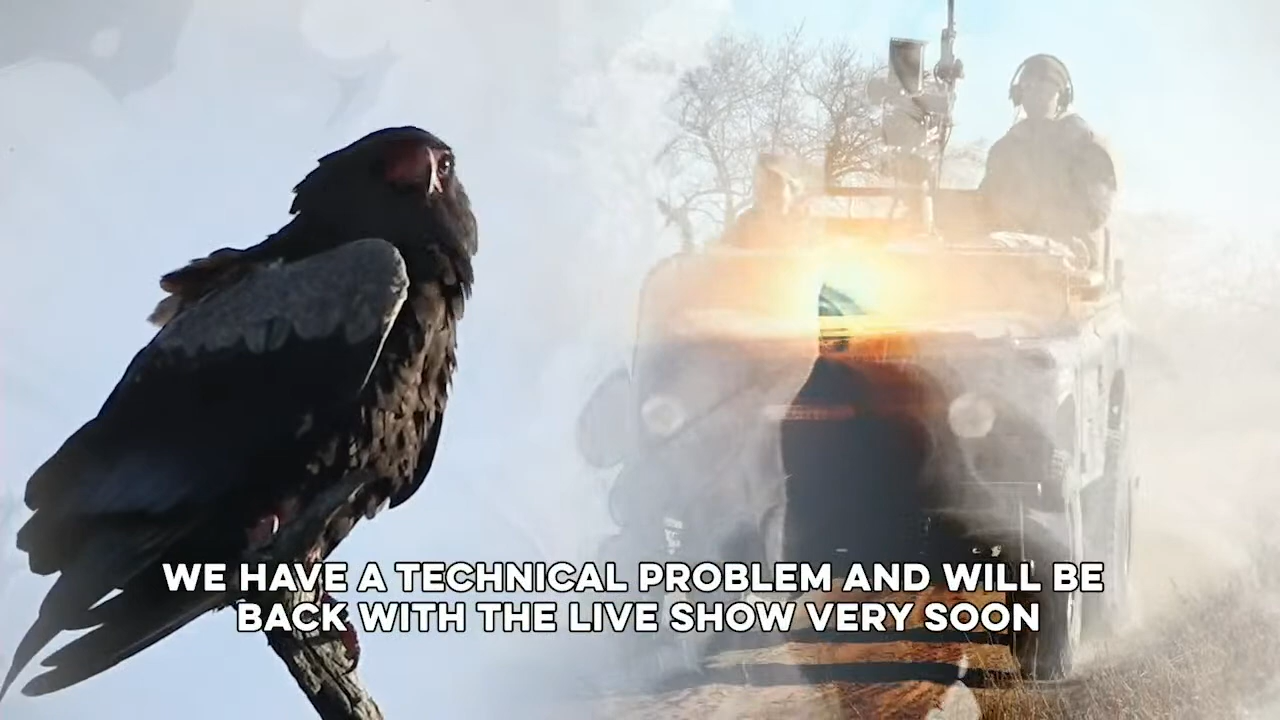 WE HAVE A TECHNICAL PROBLEM AND WILL BE
BACK WITH THE LIVE SHOW VERY SOON